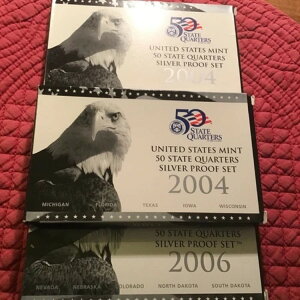 50
STATE
QUARTERS
UNITED STATES MINT
50 STATE QUARTERS
SILVER PROOF SET
2004
50
STATE
QUARTERS
UNITED STATES MINT
50 STATE QUARTERS
SILVER PROOF SET
2004
MICHIGAN FLORIDA TEXAS IOWA WISCONSIN
50 STATE QUARTERS
SILVER PROOF SET™
2006
NEVADA NEBRASKA COLORADO NORTH DAKOTA SOUTH DAKOTA